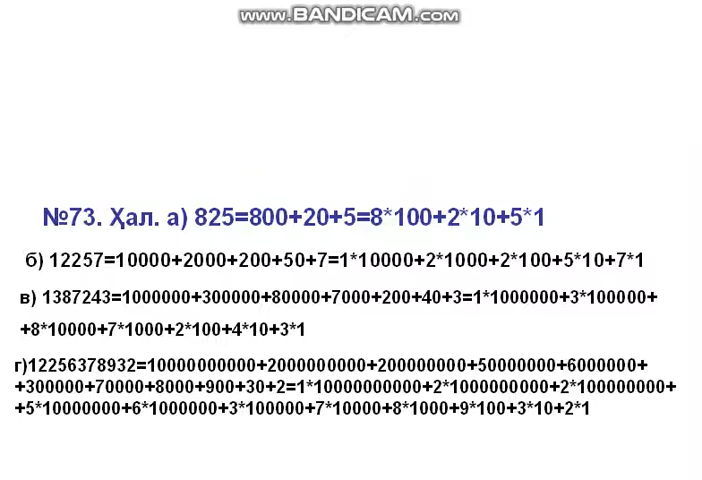 www.BANDICAM.com
№73. Ҳал. а) 825=800+20+5=8*100+2*10+5*1
б) 12257=10000+2000+200+50+7=1*10000+2*1000+2*100+5*10+7*1
в) 1387243=1000000+300000+80000+7000+200+40+3=1*1000000+3*100000+
+8*10000+7*1000+2*100+4*10+3*1
г)12256378932=10000000000+2000000000+200000000+50000000+6000000+
+300000+70000+8000+900+30+2=1*10000000000+2*1000000000+2*100000000+
+5*10000000+6*1000000+3*100000+7*10000+8*1000+9*100+3*10+2*1